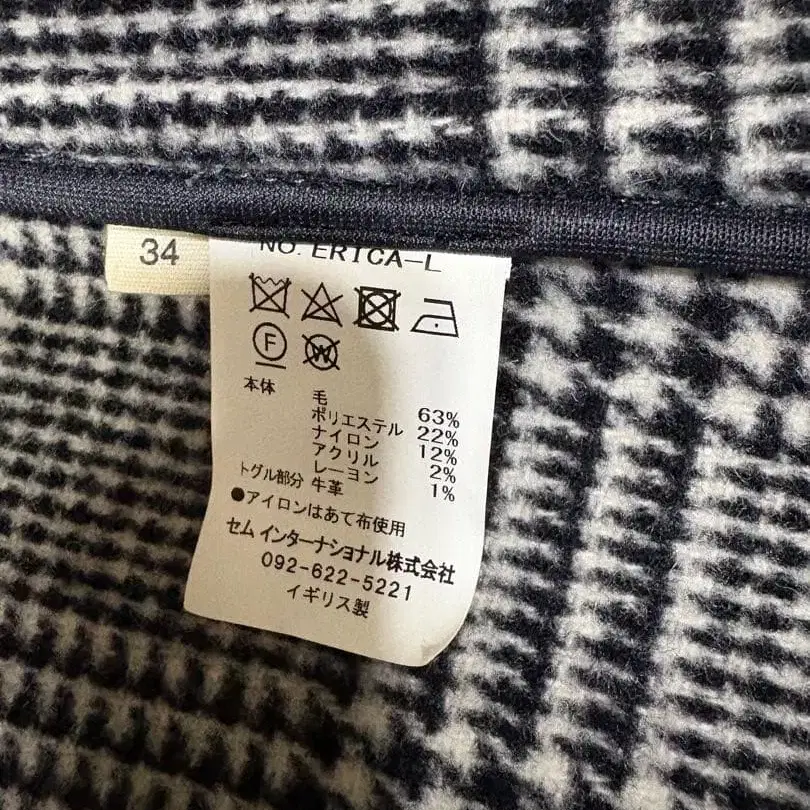 34
NO. ERICA-L
F
W
本体 毛 63%
ポリエステル 22%
ナイロン 12%
アクリル 2%
レーヨン 1%
トグル部分 牛革
●アイロンはあて布使用
セム インターナショナル株式会社
092-622-5221
イギリス製